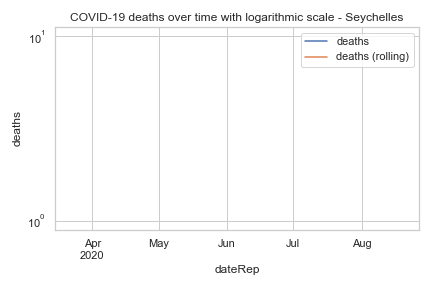 COVID-19 deaths over time with logarithmic scale - Seychelles
10¹
deaths
deaths (rolling)
deaths
10⁰
Apr May Jun Jul Aug
2020
dateRep